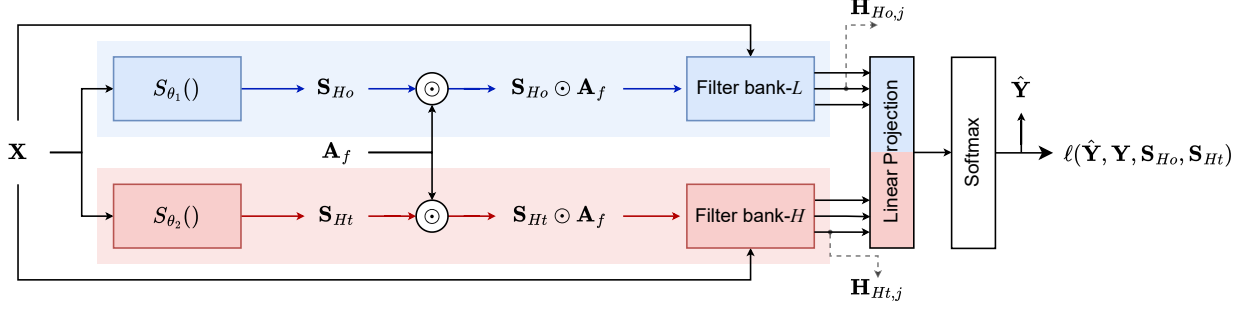 𝐇_{Ho,j}
S_{θ₁}()
𝐒_{Ho}
⊙
𝐒_{Ho} ⊙ 𝐀_f
Filter bank-L
𝐗
𝐀_f
Linear Projection
Softmax
Ŷ
ℓ(Ŷ, 𝐘, 𝐒_{Ho}, 𝐒_{Ht})
S_{θ₂}()
𝐒_{Ht}
⊙
𝐒_{Ht} ⊙ 𝐀_f
Filter bank-H
𝐇_{Ht,j}